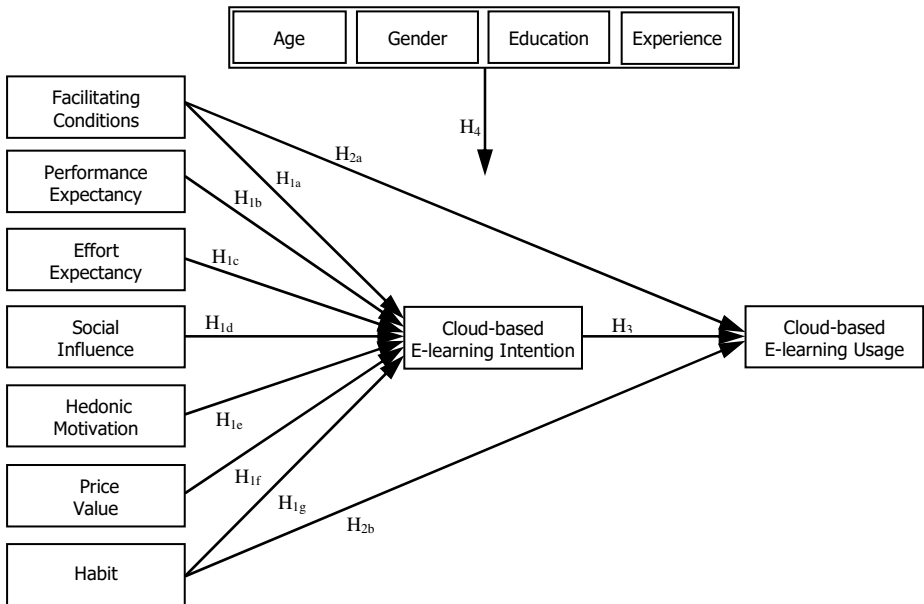 Age
Gender
Education
Experience
Facilitating
Conditions
H4
H2a
Performance
Expectancy
H1a
H1b
Effort
Expectancy
H1c
Social
Influence
H1d
Cloud-based
E-learning Intention
H3
Cloud-based
E-learning Usage
Hedonic
Motivation
H1e
Price
Value
H1f
H1g
H2b
Habit